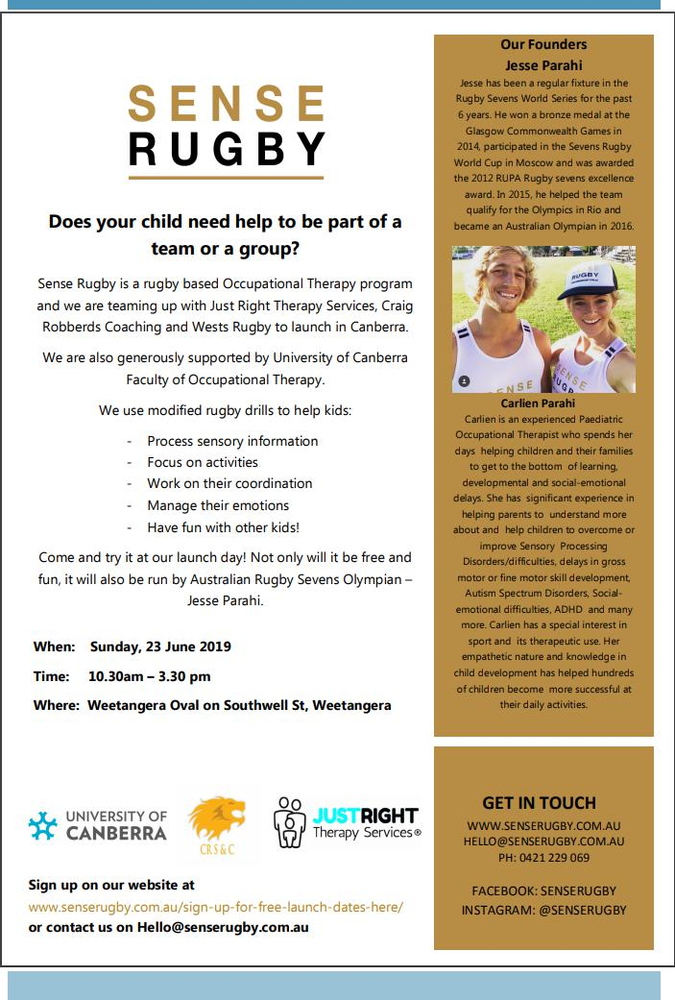 SENSE
RUGBY
Does your child need help to be part of a
team or a group?
Sense Rugby is a rugby based Occupational Therapy program
and we are teaming up with Just Right Therapy Services, Craig
Robberds Coaching and Wests Rugby to launch in Canberra.
We are also generously supported by University of Canberra
Faculty of Occupational Therapy.
We use modified rugby drills to help kids:
- Process sensory information
- Focus on activities
- Work on their coordination
- Manage their emotions
- Have fun with other kids!
Come and try it at our launch day! Not only will it be free and
fun, it will also be run by Australian Rugby Sevens Olympian –
Jesse Parahi.
When: Sunday, 23 June 2019
Time: 10.30am – 3.30 pm
Where: Weetangera Oval on Southwell St, Weetangera
UNIVERSITY OF
CANBERRA
CRS&C
JUSTRIGHT
Therapy Services®
Sign up on our website at
www.senserugby.com.au/sign-up-for-free-launch-dates-here/
or contact us on Hello@senserugby.com.au
Our Founders
Jesse Parahi
Jesse has been a regular fixture in the
Rugby Sevens World Series for the past
6 years. He won a bronze medal at the
Glasgow Commonwealth Games in
2014, participated in the Sevens Rugby
World Cup in Moscow and was awarded
the 2012 RUPA Rugby sevens excellence
award. In 2015, he helped the team
qualify for the Olympics in Rio and
became an Australian Olympian in 2016.
RUGBY
SENSE
SENSE
RUGBY
Carlien Parahi
Carlien is an experienced Paediatric
Occupational Therapist who spends her
days helping children and their families
to get to the bottom of learning,
developmental and social-emotional
delays. She has significant experience in
helping parents to understand more
about and help children to overcome or
improve Sensory Processing
Disorders/difficulties, delays in gross
motor or fine motor skill development,
Autism Spectrum Disorders, Social-
emotional difficulties, ADHD and many
more. Carlien has a special interest in
sport and its therapeutic use. Her
empathetic nature and knowledge in
child development has helped hundreds
of children become more successful at
their daily activities.
GET IN TOUCH
WWW.SENSERUGBY.COM.AU
HELLO@SENSERUGBY.COM.AU
PH: 0421 229 069
FACEBOOK: SENSERUGBY
INSTAGRAM: @SENSERUGBY